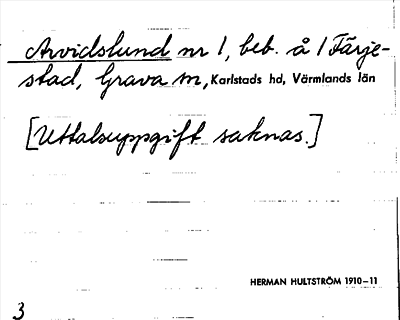 Arvidslund nr 1, beb. å 1 Färje-
stad, Grava sn, Karlstads hd, Värmlands län
[Uttalsuppgift saknas.]
HERMAN HULTSTRÖM 1910-11
3